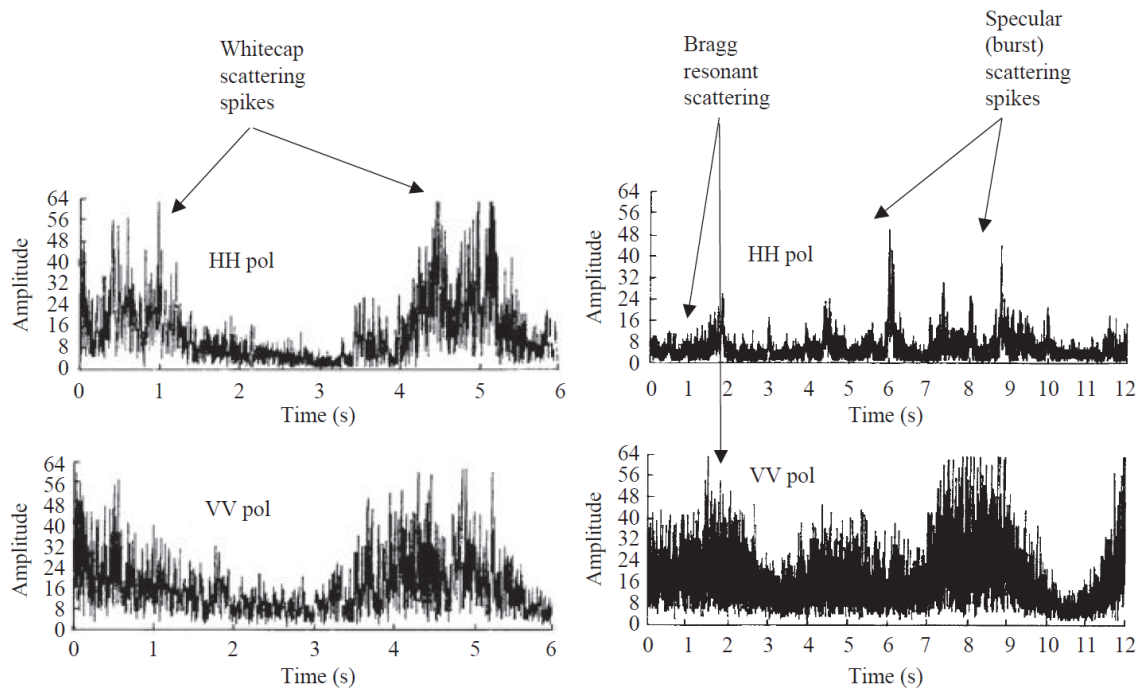 Whitecap
scattering
spikes
64
56
48
40
32
24
16
8
0
Amplitude
HH pol
0 1 2 3 4 5 6
Time (s)
64
56
48
40
32
24
16
8
0
Amplitude
VV pol
0 1 2 3 4 5 6
Time (s)
Bragg
resonant
scattering
Specular
(burst)
scattering
spikes
64
56
48
40
32
24
16
8
0
Amplitude
HH pol
0 1 2 3 4 5 6 7 8 9 10 11 12
Time (s)
64
56
48
40
32
24
16
8
0
Amplitude
VV pol
0 1 2 3 4 5 6 7 8 9 10 11 12
Time (s)